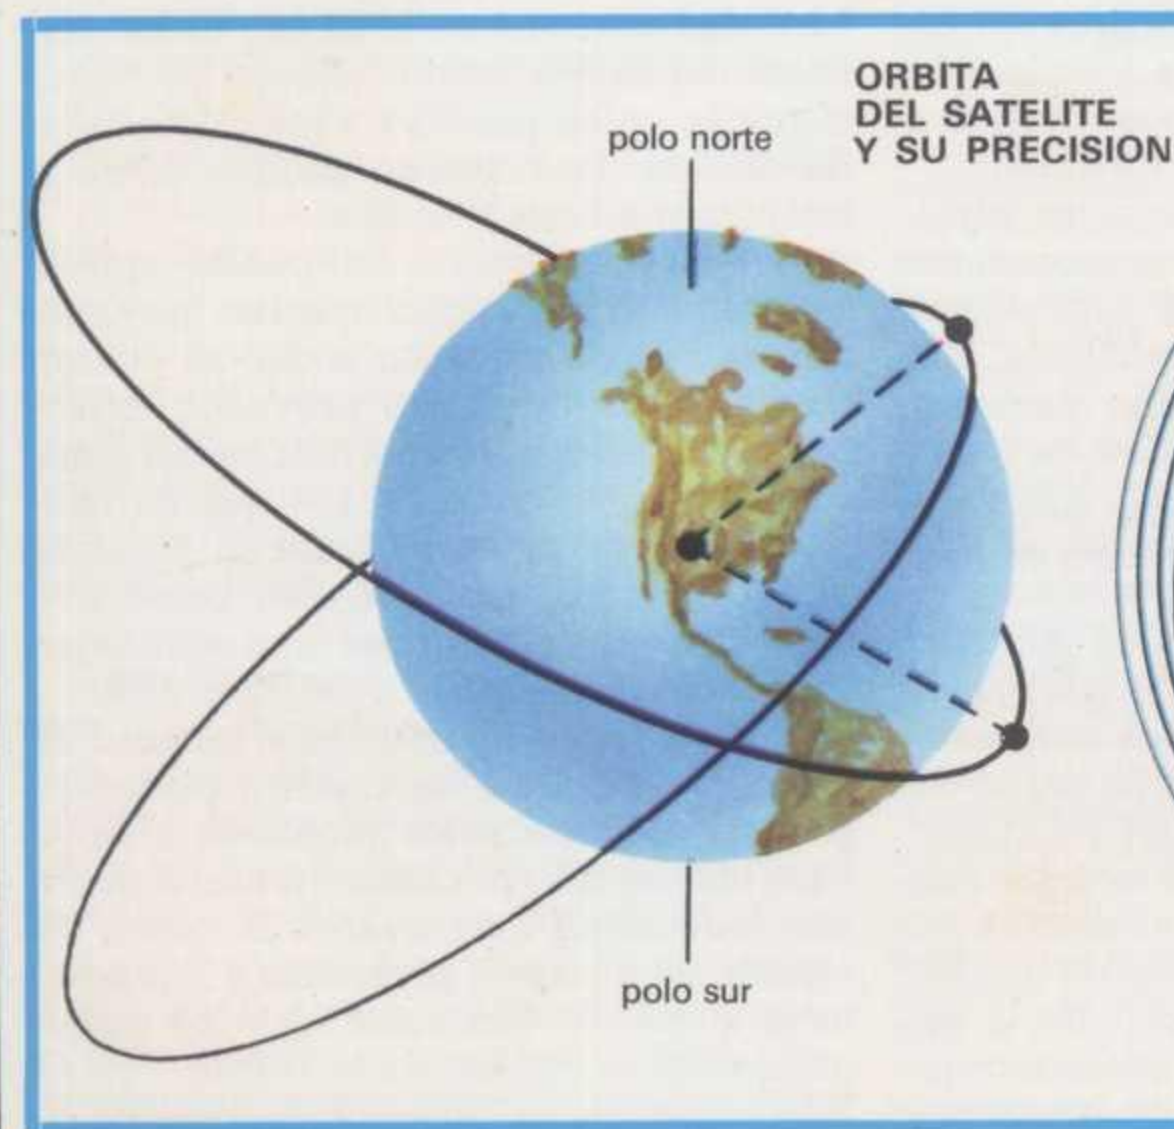 ORBITA
DEL SATELITE
Y SU PRECISION
polo norte
polo sur